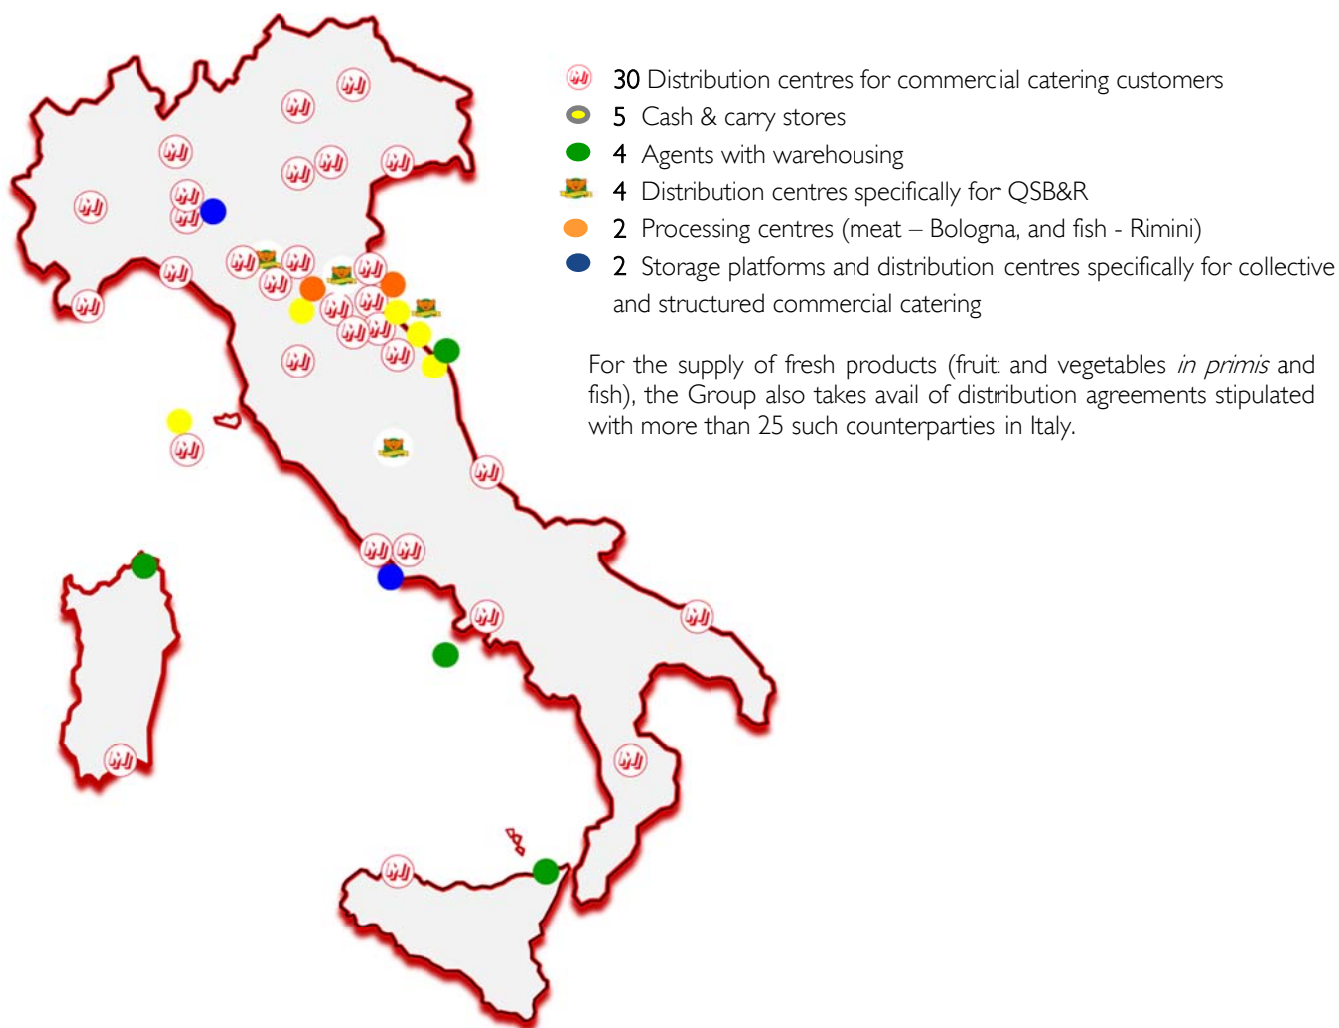 30 Distribution centres for commercial catering customers
5 Cash & carry stores
4 Agents with warehousing
4 Distribution centres specifically for QSB&R
2 Processing centres (meat – Bologna, and fish - Rimini)
2 Storage platforms and distribution centres specifically for collective
and structured commercial catering
For the supply of fresh products (fruit and vegetables in primis and
fish), the Group also takes avail of distribution agreements stipulated
with more than 25 such counterparties in Italy.